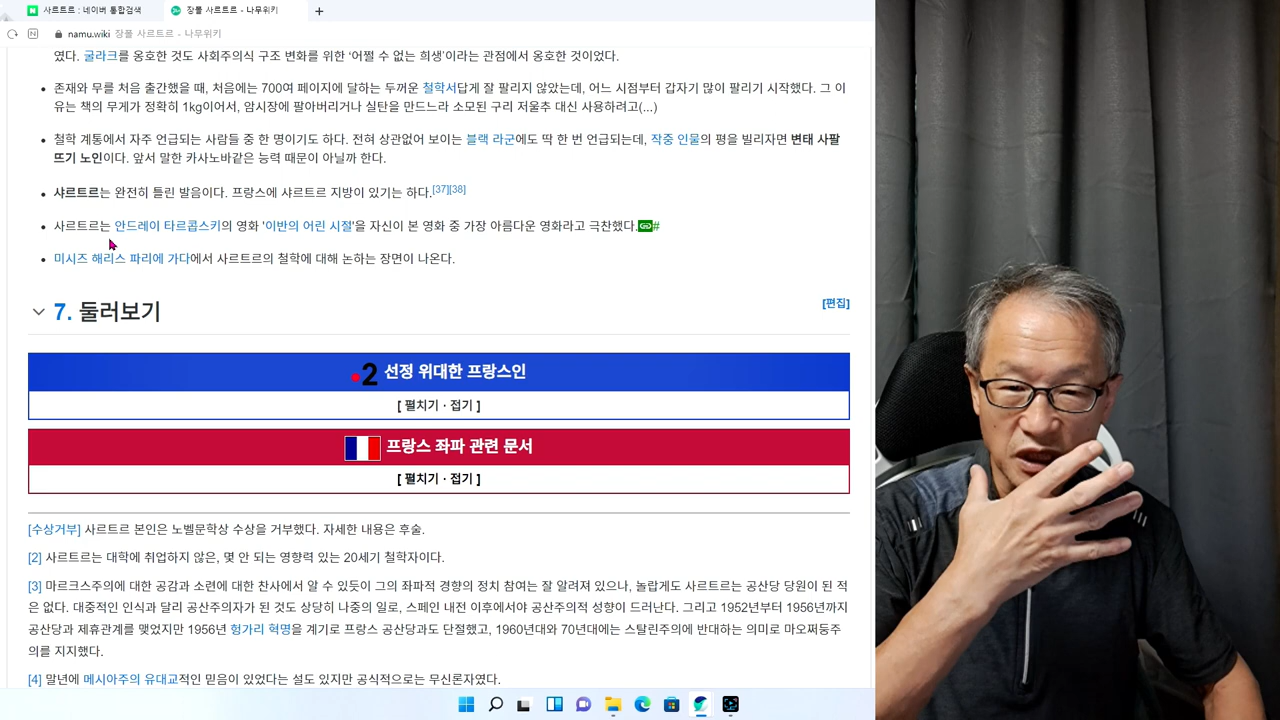 사르트르 : 네이버 통합검색
장폴 사르트르 - 나무위키
namu.wiki 장폴 사르트르 - 나무위키
였다. 굴라크를 옹호한 것도 사회주의식 구조 변화를 위한 '어쩔 수 없는 희생'이라는 관점에서 옹호한 것이었다.
존재와 무를 처음 출간했을 때, 처음에는 700여 페이지에 달하는 두꺼운 철학서답게 잘 팔리지 않았는데, 어느 시점부터 갑자기 많이 팔리기 시작했다. 그 이
유는 책의 무게가 정확히 1kg이어서, 암시장에 팔아버리거나 실탄을 만드느라 소모된 구리 저울추 대신 사용하려고(...)
철학 계통에서 자주 언급되는 사람들 중 한 명이기도 하다. 전혀 상관없어 보이는 블랙 라군에도 딱 한 번 언급되는데, 작중 인물의 평을 빌리자면 변태 사팔
뜨기 노인이다. 앞서 말한 카사노바같은 능력 때문이 아닐까 한다.
샤르트르는 완전히 틀린 발음이다. 프랑스에 샤르트르 지방이 있기는 하다.[37][38]
사르트르는 안드레이 타르콥스키의 영화 '이반의 어린 시절'을 자신이 본 영화 중 가장 아름다운 영화라고 극찬했다.#
미시즈 해리스 파리에 가다에서 사르트르의 철학에 대해 논하는 장면이 나온다.
7. 둘러보기
[편집]
2 선정 위대한 프랑스인
[ 펼치기 · 접기 ]
프랑스 좌파 관련 문서
[ 펼치기 · 접기 ]
[수상거부] 사르트르 본인은 노벨문학상 수상을 거부했다. 자세한 내용은 후술.
[2] 사르트르는 대학에 취업하지 않은, 몇 안 되는 영향력 있는 20세기 철학자이다.
[3] 마르크스주의에 대한 공감과 소련에 대한 찬사에서 알 수 있듯이 그의 좌파적 경향의 정치 참여는 잘 알려져 있으나, 놀랍게도 사르트르는 공산당 당원이 된 적
은 없다. 대중적인 인식과 달리 공산주의자가 된 것도 상당히 나중의 일로, 스페인 내전 이후에서야 공산주의적 성향이 드러난다. 그리고 1952년부터 1956년까지
공산당과 제휴관계를 맺었지만 1956년 헝가리 혁명을 계기로 프랑스 공산당과도 단절했고, 1960년대와 70년대에는 스탈린주의에 반대하는 의미로 마오쩌둥주
의를 지지했다.
[4] 말년에 메시아주의 유대교적인 믿음이 있었다는 설도 있지만 공식적으로는 무신론자였다.